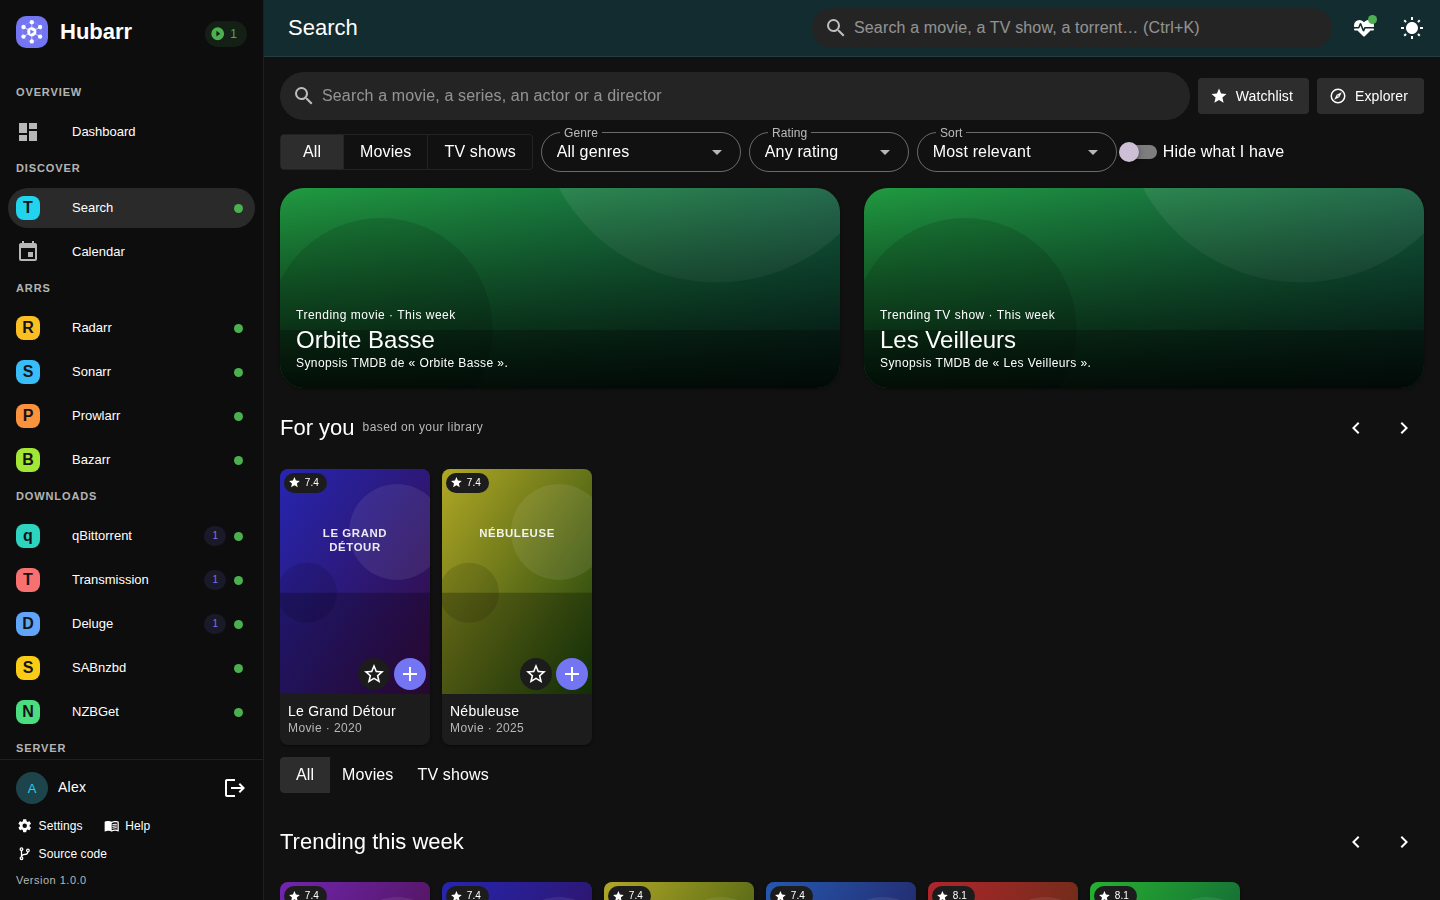 Hubarr
1
OVERVIEW
Dashboard
DISCOVER
T Search
Calendar
ARRS
R Radarr
S Sonarr
P Prowlarr
B Bazarr
DOWNLOADS
q qBittorrent 1
T Transmission 1
D Deluge 1
S SABnzbd
N NZBGet
SERVER
A Alex
Settings Help
Source code
Version 1.0.0
Search
Search a movie, a TV show, a torrent… (Ctrl+K)
Search a movie, a series, an actor or a director
Watchlist
Explorer
All Movies TV shows
Genre
All genres
Rating
Any rating
Sort
Most relevant
Hide what I have
Trending movie · This week
Orbite Basse
Synopsis TMDB de « Orbite Basse ».
Trending TV show · This week
Les Veilleurs
Synopsis TMDB de « Les Veilleurs ».
For you based on your library
7.4
LE GRAND
DÉTOUR
Le Grand Détour
Movie · 2020
7.4
NÉBULEUSE
Nébuleuse
Movie · 2025
All Movies TV shows
Trending this week
7.4 7.4 7.4 7.4 8.1 8.1